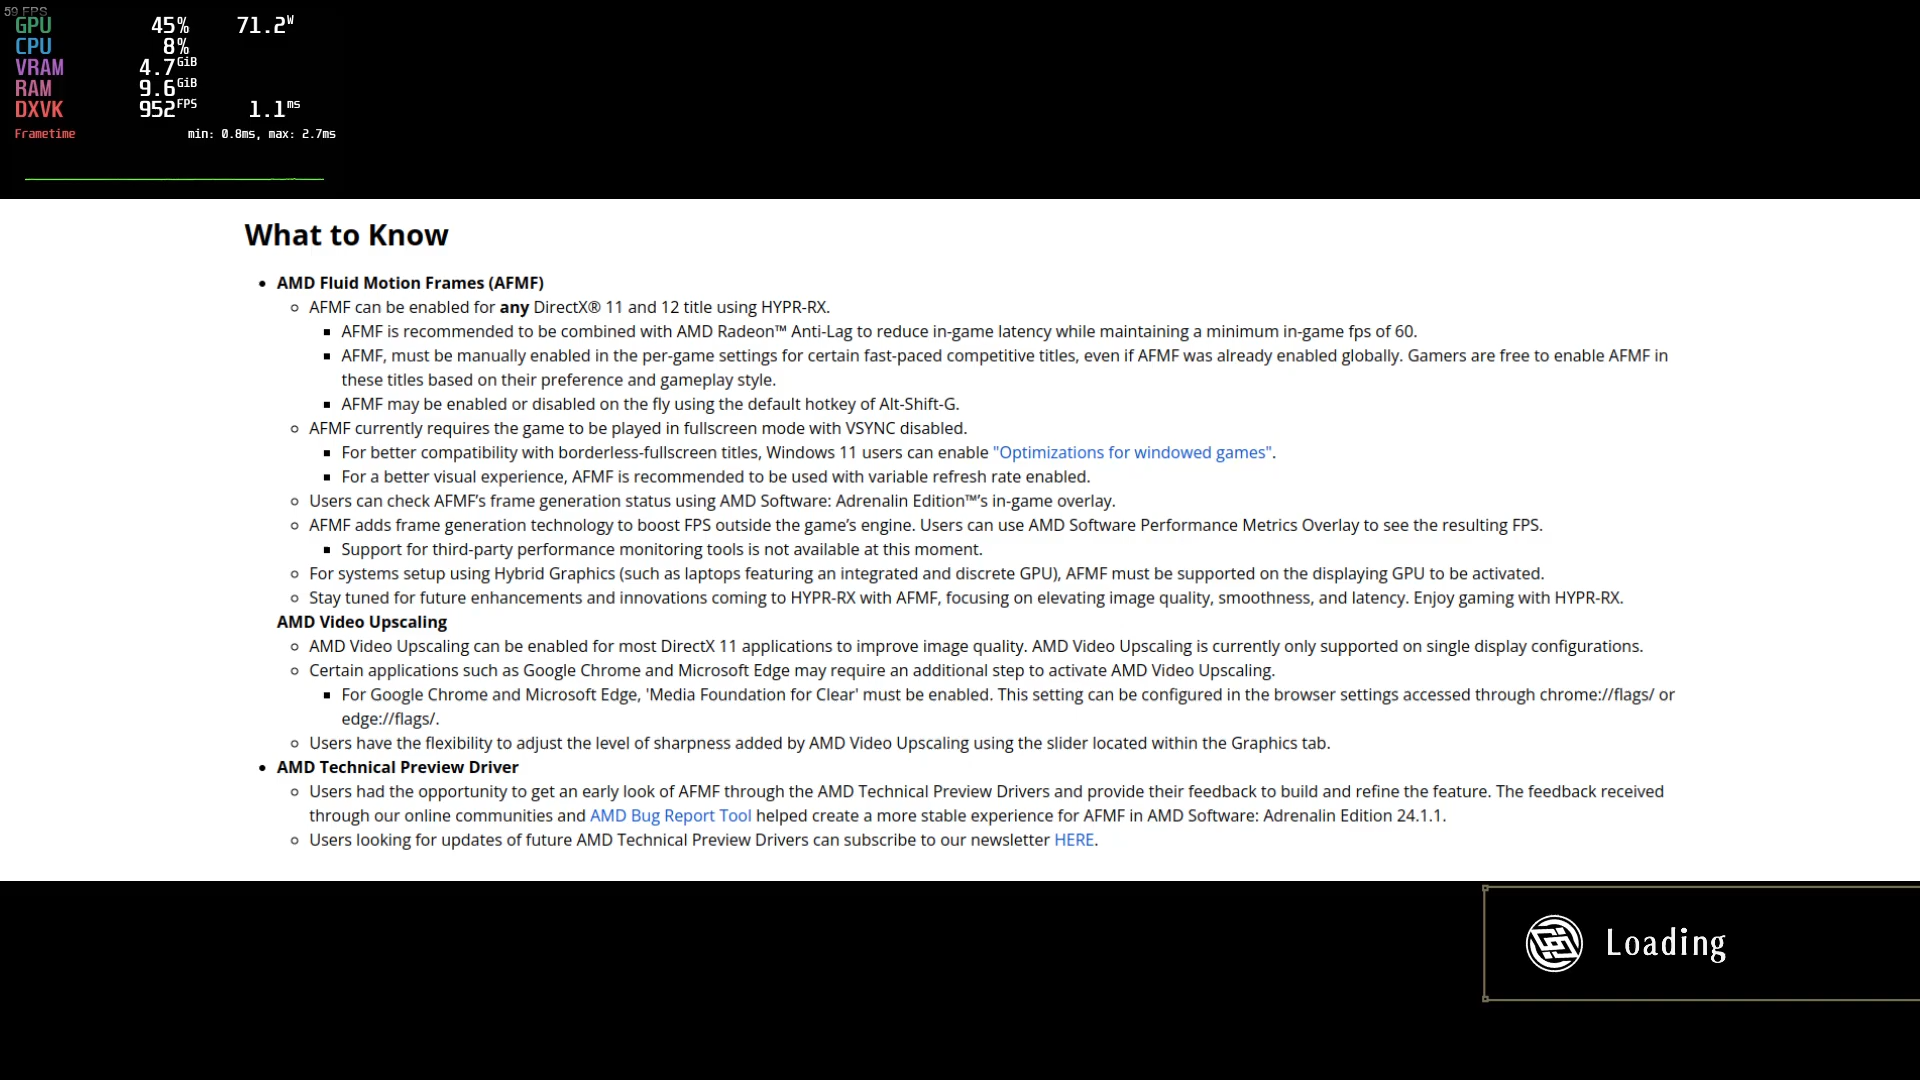 59 FPS
GPU 45% 71.2W
CPU 8%
VRAM 4.7GiB
RAM 9.6GiB
DXVK 952FPS 1.1ms
Frametime min: 0.8ms, max: 2.7ms
What to Know
• AMD Fluid Motion Frames (AFMF)
○ AFMF can be enabled for any DirectX® 11 and 12 title using HYPR-RX.
▪ AFMF is recommended to be combined with AMD Radeon™ Anti-Lag to reduce in-game latency while maintaining a minimum in-game fps of 60.
▪ AFMF, must be manually enabled in the per-game settings for certain fast-paced competitive titles, even if AFMF was already enabled globally. Gamers are free to enable AFMF in
these titles based on their preference and gameplay style.
▪ AFMF may be enabled or disabled on the fly using the default hotkey of Alt-Shift-G.
○ AFMF currently requires the game to be played in fullscreen mode with VSYNC disabled.
▪ For better compatibility with borderless-fullscreen titles, Windows 11 users can enable "Optimizations for windowed games".
▪ For a better visual experience, AFMF is recommended to be used with variable refresh rate enabled.
○ Users can check AFMF’s frame generation status using AMD Software: Adrenalin Edition™’s in-game overlay.
○ AFMF adds frame generation technology to boost FPS outside the game’s engine. Users can use AMD Software Performance Metrics Overlay to see the resulting FPS.
▪ Support for third-party performance monitoring tools is not available at this moment.
○ For systems setup using Hybrid Graphics (such as laptops featuring an integrated and discrete GPU), AFMF must be supported on the displaying GPU to be activated.
○ Stay tuned for future enhancements and innovations coming to HYPR-RX with AFMF, focusing on elevating image quality, smoothness, and latency. Enjoy gaming with HYPR-RX.
AMD Video Upscaling
○ AMD Video Upscaling can be enabled for most DirectX 11 applications to improve image quality. AMD Video Upscaling is currently only supported on single display configurations.
○ Certain applications such as Google Chrome and Microsoft Edge may require an additional step to activate AMD Video Upscaling.
▪ For Google Chrome and Microsoft Edge, 'Media Foundation for Clear' must be enabled. This setting can be configured in the browser settings accessed through chrome://flags/ or
edge://flags/.
○ Users have the flexibility to adjust the level of sharpness added by AMD Video Upscaling using the slider located within the Graphics tab.
• AMD Technical Preview Driver
○ Users had the opportunity to get an early look of AFMF through the AMD Technical Preview Drivers and provide their feedback to build and refine the feature. The feedback received
through our online communities and AMD Bug Report Tool helped create a more stable experience for AFMF in AMD Software: Adrenalin Edition 24.1.1.
○ Users looking for updates of future AMD Technical Preview Drivers can subscribe to our newsletter HERE.
Loading